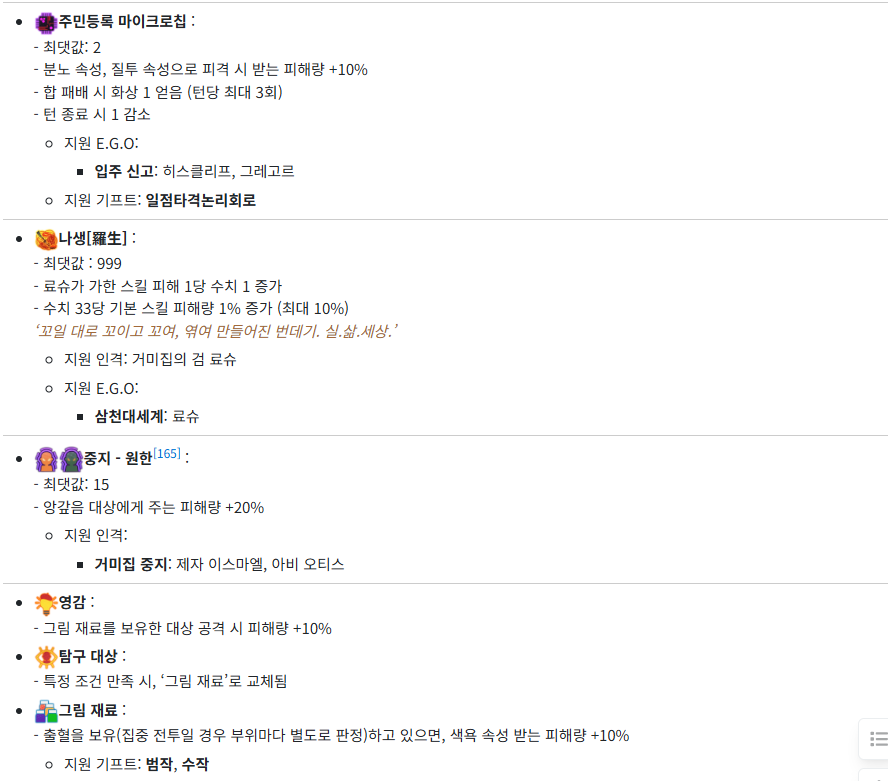 주민등록 마이크로칩 :
- 최댓값: 2
- 분노 속성, 질투 속성으로 피격 시 받는 피해량 +10%
- 합 패배 시 화상 1 얻음 (턴당 최대 3회)
- 턴 종료 시 1 감소
지원 E.G.O:
입주 신고: 히스클리프, 그레고르
지원 기프트: 일점타격논리회로
나생[羅生] :
- 최댓값 : 999
- 료슈가 가한 스킬 피해 1당 수치 1 증가
- 수치 33당 기본 스킬 피해량 1% 증가 (최대 10%)
‘꼬일 대로 꼬이고 꼬여, 엮여 만들어진 번데기. 실.삶.세상.’
지원 인격: 거미집의 검 료슈
지원 E.G.O:
삼천대세계: 료슈
중지 - 원한[165] :
- 최댓값: 15
- 앙갚음 대상에게 주는 피해량 +20%
지원 인격:
거미집 중지: 제자 이스마엘, 아비 오티스
영감 :
- 그림 재료를 보유한 대상 공격 시 피해량 +10%
탐구 대상 :
- 특정 조건 만족 시, ‘그림 재료’로 교체됨
그림 재료 :
- 출혈을 보유(집중 전투일 경우 부위마다 별도로 판정)하고 있으면, 색욕 속성 받는 피해량 +10%
지원 기프트: 범작, 수작